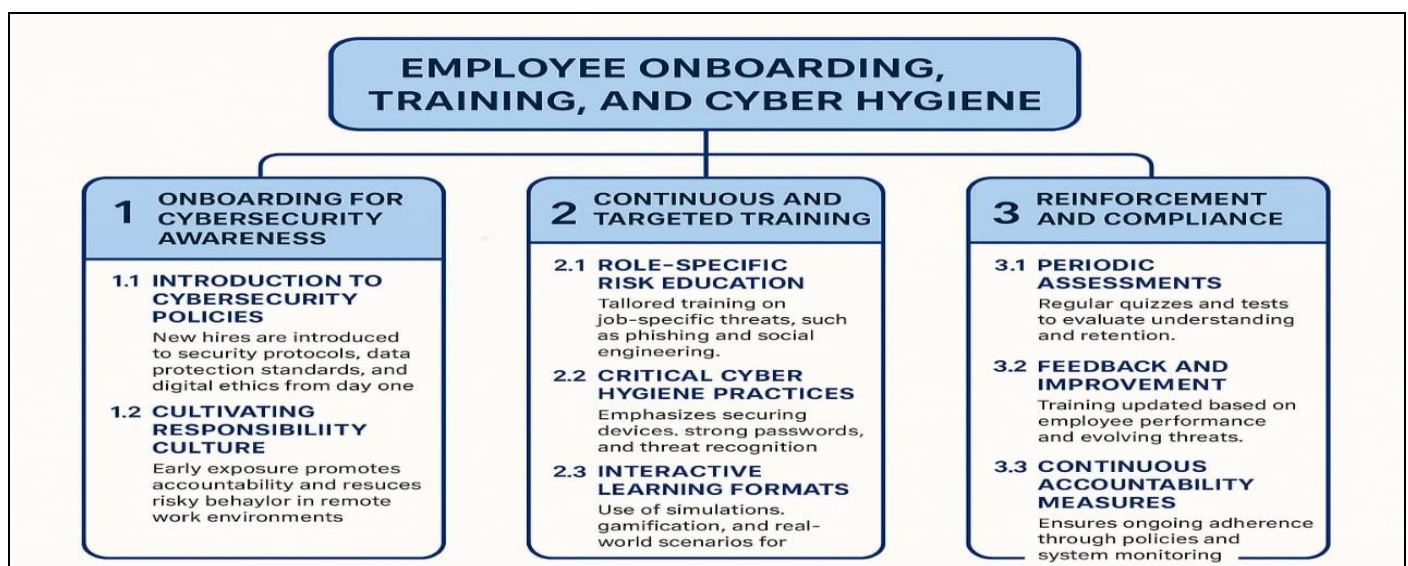 EMPLOYEE ONBOARDING,
TRAINING, AND CYBER HYGIENE
1 ONBOARDING FOR
CYBERSECURITY
AWARENESS
1.1 INTRODUCTION TO
CYBERSECURITY
POLICIES
New hires are introduced
to security protocols, data
protection standards, and
digital ethics from day one
1.2 CULTIVATING
RESPONSIBILIITY
CULTURE
Early exposure promotes
accountability and resuces
risky behaylor in remote
work environments
2 CONTINUOUS AND
TARGETED TRAINING
2.1 ROLE-SPECIFIC
RISK EDUCATION
Tallored training on
job-specific threats, such
as phishing and social
engineering.
2.2 CRITICAL CYBER
HYGIENE PRACTICES
Emphasizes securing
devices. strong passwords,
and threat recognition
2.3 INTERACTIVE
LEARNING FORMATS
Use of simulations.
gamification, and real-
world scenarios for
3 REINFORCEMENT
AND COMPLIANCE
3.1 PERIODIC
ASSESSMENTS
Regular quizzes and tests
to evaluate understanding
and retention.
3.2 FEEDBACK AND
IMPROVEMENT
Training updated based on
employee performance
and evolving threats.
3.3 CONTINUOUS
ACCOUNTABILITY
MEASURES
Ensures ongoing adherence
through policies and
system monitoring